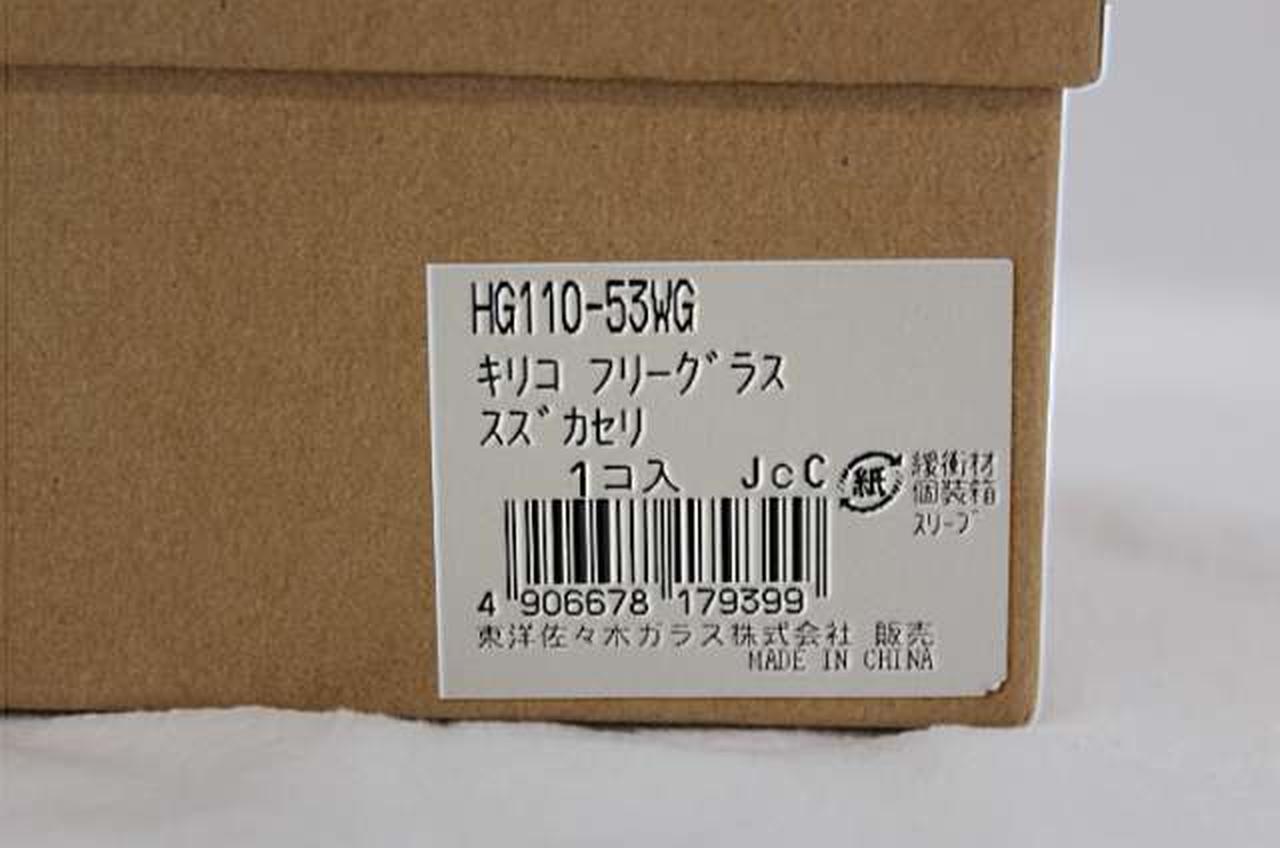 HG110-53WG
キリコ フリーグラス
スズカセリ
1コ入 JcC
紙
緩衝材
個装箱
スリーブ
4 906678 179399
東洋佐々木ガラス株式会社 販売
MADE IN CHINA